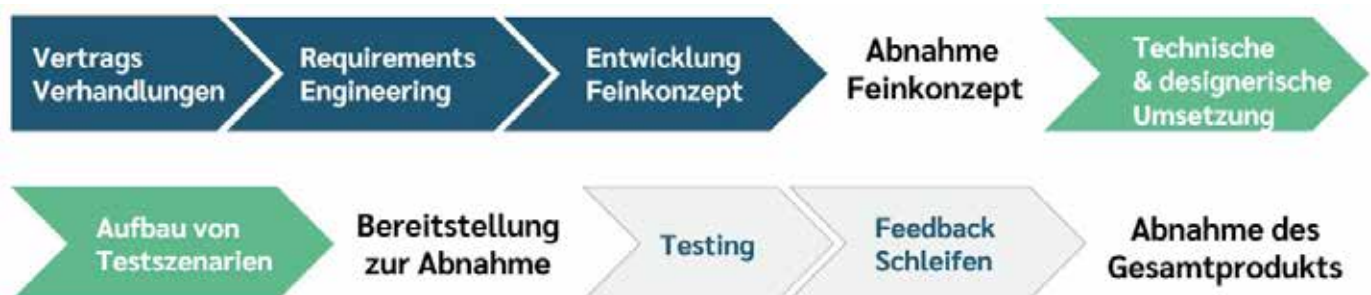 Vertrags
Verhandlungen
Requirements
Engineering
Entwicklung
Feinkonzept
Abnahme
Feinkonzept
Technische
& designerische
Umsetzung
Aufbau von
Testszenarien
Bereitstellung
zur Abnahme
Testing
Feedback
Schleifen
Abnahme des
Gesamtprodukts